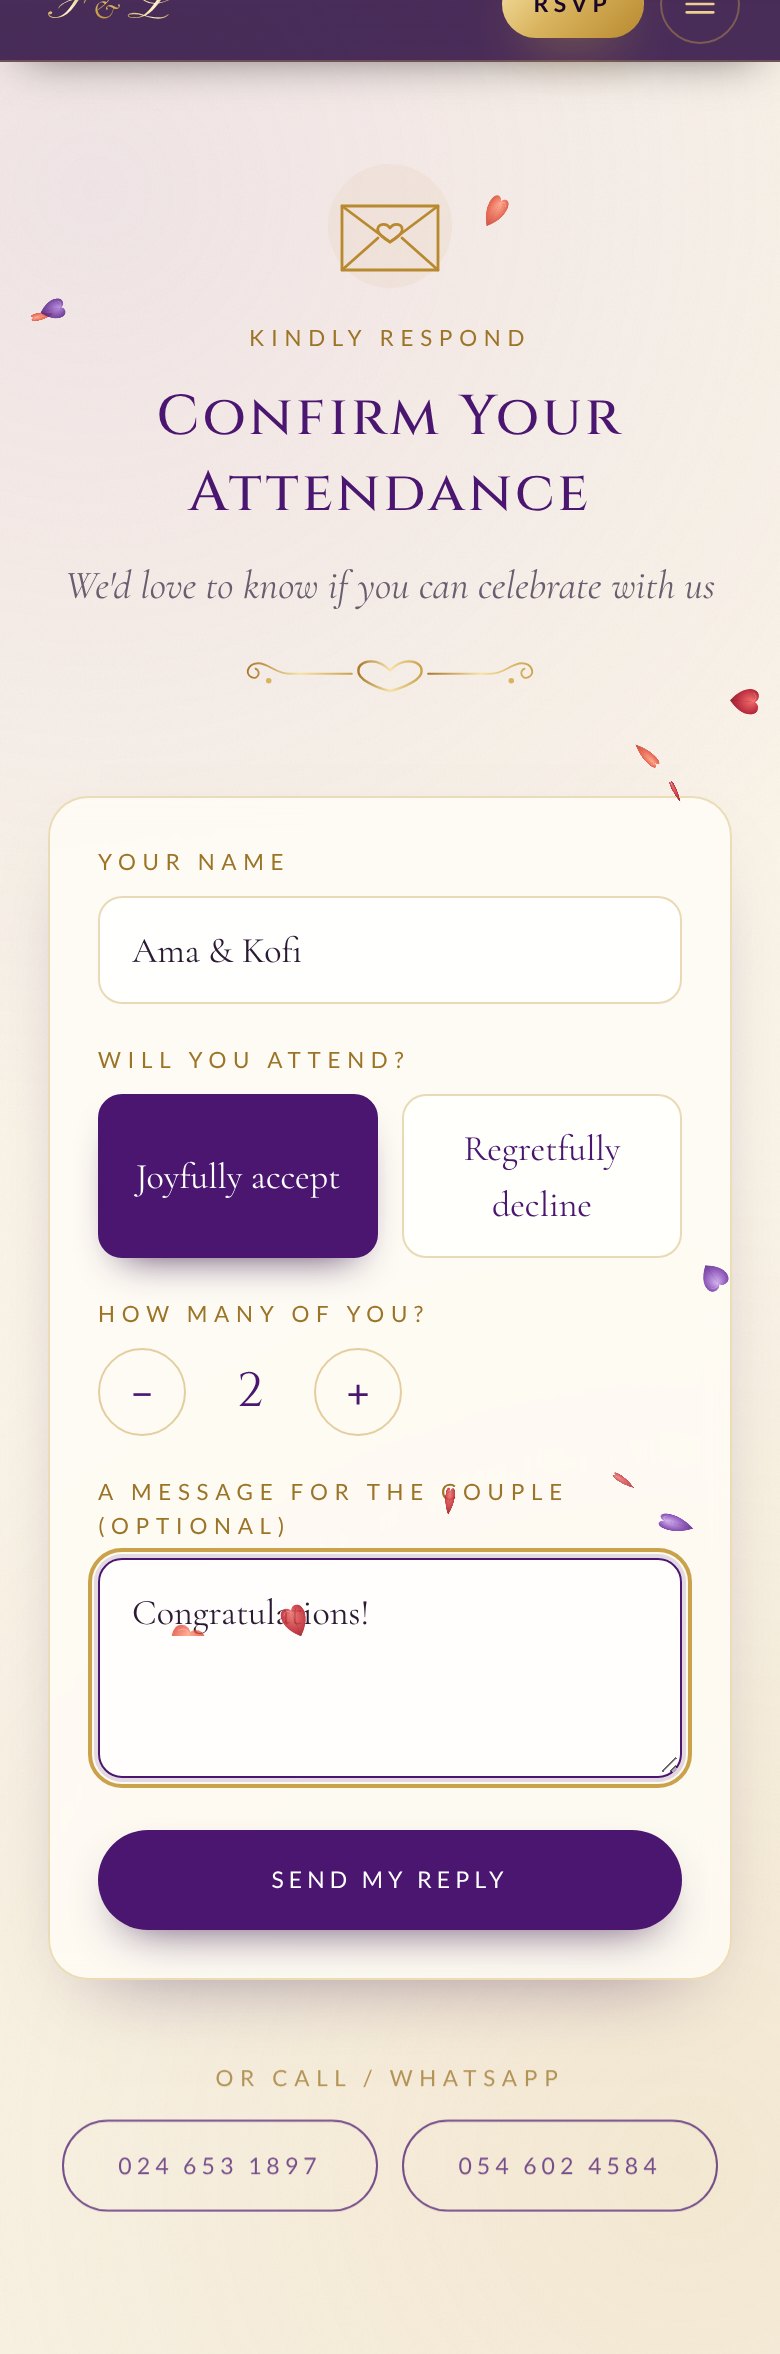 RSVP
KINDLY RESPOND
Confirm Your
Attendance
We'd love to know if you can celebrate with us
YOUR NAME
Ama & Kofi
WILL YOU ATTEND?
Joyfully accept
Regretfully
decline
HOW MANY OF YOU?
− 2 +
A MESSAGE FOR THE COUPLE
(OPTIONAL)
Congratulations!
SEND MY REPLY
OR CALL / WHATSAPP
024 653 1897
054 602 4584